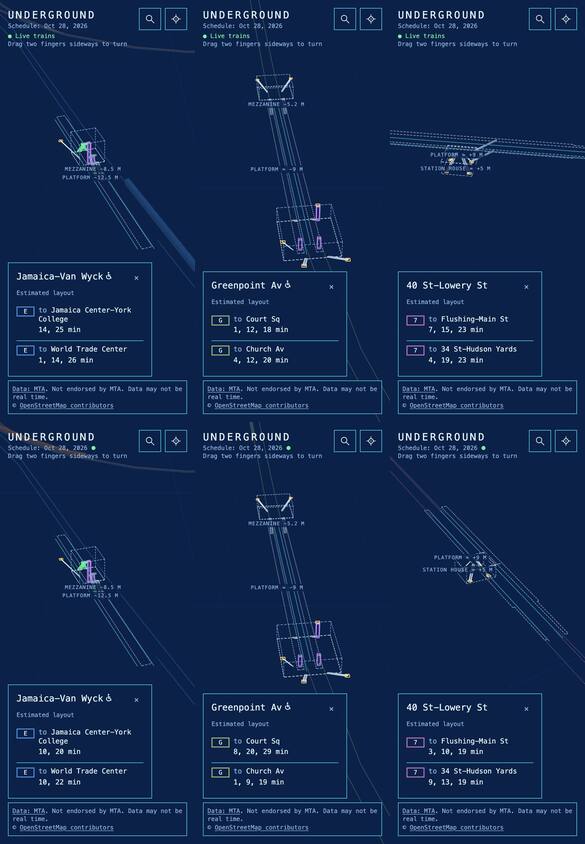 UNDERGROUND
Schedule: Oct 28, 2026
Live trains
Drag two fingers sideways to turn
MEZZANINE −8.5 M
PLATFORM −12.5 M
Jamaica–Van Wyck
×
Estimated layout
E to Jamaica Center–York
College
14, 25 min
E to World Trade Center
1, 14, 26 min
Data: MTA. Not endorsed by MTA. Data may not be
real time.
© OpenStreetMap contributors
UNDERGROUND
Schedule: Oct 28, 2026
Live trains
Drag two fingers sideways to turn
MEZZANINE −5.2 M
PLATFORM ≈ −9 M
Greenpoint Av
×
Estimated layout
G to Court Sq
1, 12, 18 min
G to Church Av
4, 12, 20 min
Data: MTA. Not endorsed by MTA. Data may not be
real time.
© OpenStreetMap contributors
UNDERGROUND
Schedule: Oct 28, 2026
Live trains
Drag two fingers sideways to turn
PLATFORM ≈ +9 M
STATION HOUSE ≈ +5 M
40 St–Lowery St
×
Estimated layout
7 to Flushing–Main St
7, 15, 23 min
7 to 34 St–Hudson Yards
4, 19, 23 min
Data: MTA. Not endorsed by MTA. Data may not be
real time.
© OpenStreetMap contributors
UNDERGROUND
Schedule: Oct 28, 2026
Drag two fingers sideways to turn
MEZZANINE −8.5 M
PLATFORM −12.5 M
Jamaica–Van Wyck
×
Estimated layout
E to Jamaica Center–York
College
10, 20 min
E to World Trade Center
10, 22 min
Data: MTA. Not endorsed by MTA. Data may not be
real time.
© OpenStreetMap contributors
UNDERGROUND
Schedule: Oct 28, 2026
Drag two fingers sideways to turn
MEZZANINE −5.2 M
PLATFORM ≈ −9 M
Greenpoint Av
×
Estimated layout
G to Court Sq
8, 20, 29 min
G to Church Av
1, 9, 19 min
Data: MTA. Not endorsed by MTA. Data may not be
real time.
© OpenStreetMap contributors
UNDERGROUND
Schedule: Oct 28, 2026
Drag two fingers sideways to turn
PLATFORM ≈ +9 M
STATION HOUSE ≈ +5 M
40 St–Lowery St
×
Estimated layout
7 to Flushing–Main St
3, 10, 15 min
7 to 34 St–Hudson Yards
9, 13, 19 min
Data: MTA. Not endorsed by MTA. Data may not be
real time.
© OpenStreetMap contributors